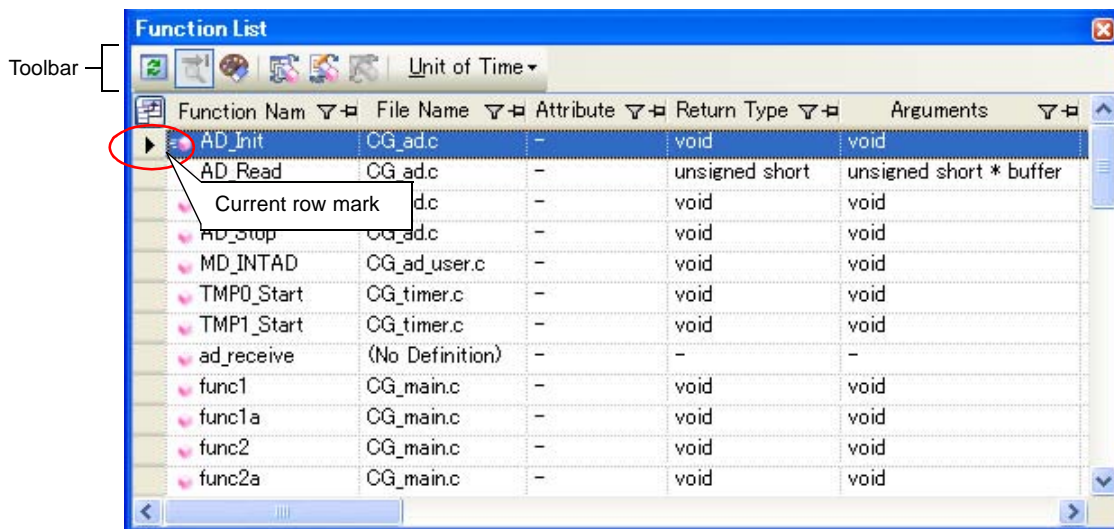 Function List
Toolbar
Unit of Time
Function Nam File Name Attribute Return Type Arguments
AD_Init CG_ad.c - void void
AD_Read CG_ad.c - unsigned short unsigned short * buffer
Current row mark d.c - void void
AD_Stop CG_ad.c - void void
MD_INTAD CG_ad_user.c - void void
TMP0_Start CG_timer.c - void void
TMP1_Start CG_timer.c - void void
ad_receive (No Definition) - - -
func1 CG_main.c - void void
func1a CG_main.c - void void
func2 CG_main.c - void void
func2a CG_main.c - void void